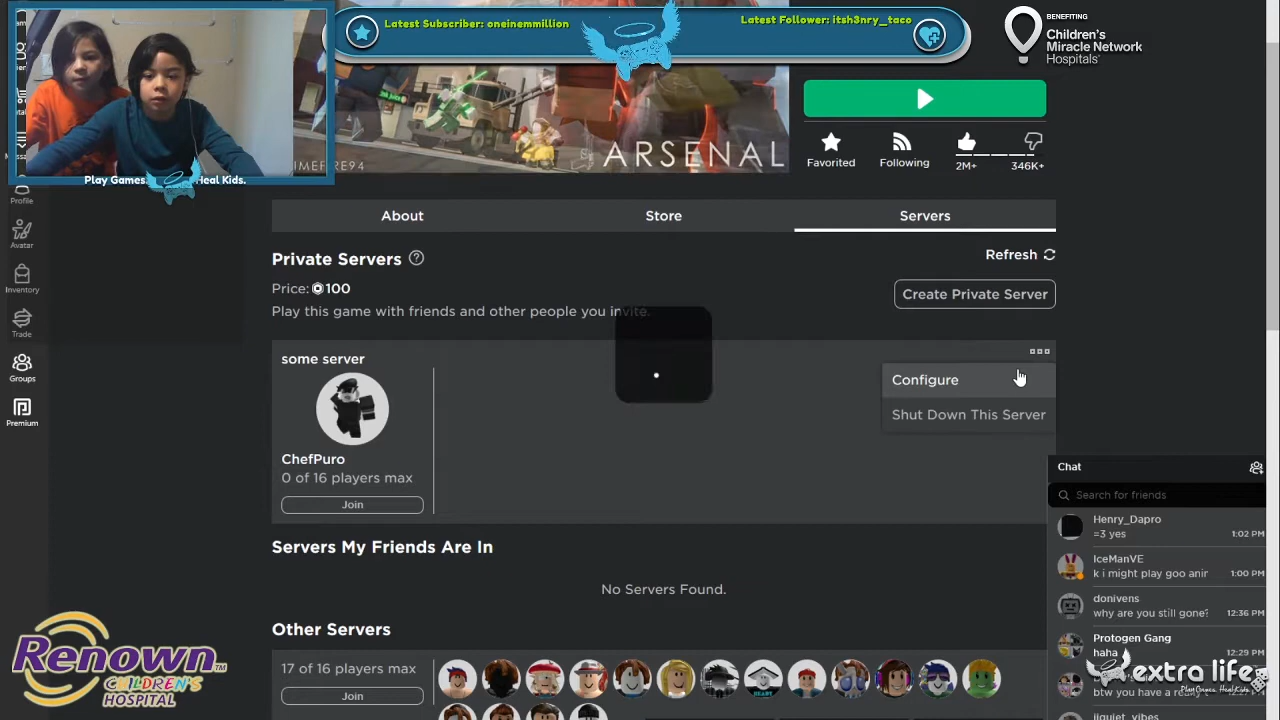 Latest Subscriber: oneinemmillion
Latest Follower: itsh3nry_taco
BENEFITING
Children's
Miracle Network
Hospitals
Play Games.
Heal Kids.
ARSENAL
Favorited
Following
2M+
346K+
Profile
Avatar
Inventory
Trade
Groups
Premium
About
Store
Servers
Private Servers
Refresh
Price: 100
Create Private Server
Play this game with friends and other people you invite.
some server
Configure
Shut Down This Server
ChefPuro
0 of 16 players max
Join
Chat
Search for friends
Henry_Dapro
=3 yes
1:02 PM
IceManVE
k i might play goo anir
1:00 PM
donivens
why are you still gone?
12:36 PM
Protogen Gang
haha
12:29 PM
Servers My Friends Are In
No Servers Found.
Other Servers
17 of 16 players max
Join
Renown
CHILDREN'S
HOSPITAL
extra life
Play Games. Heal Kids.